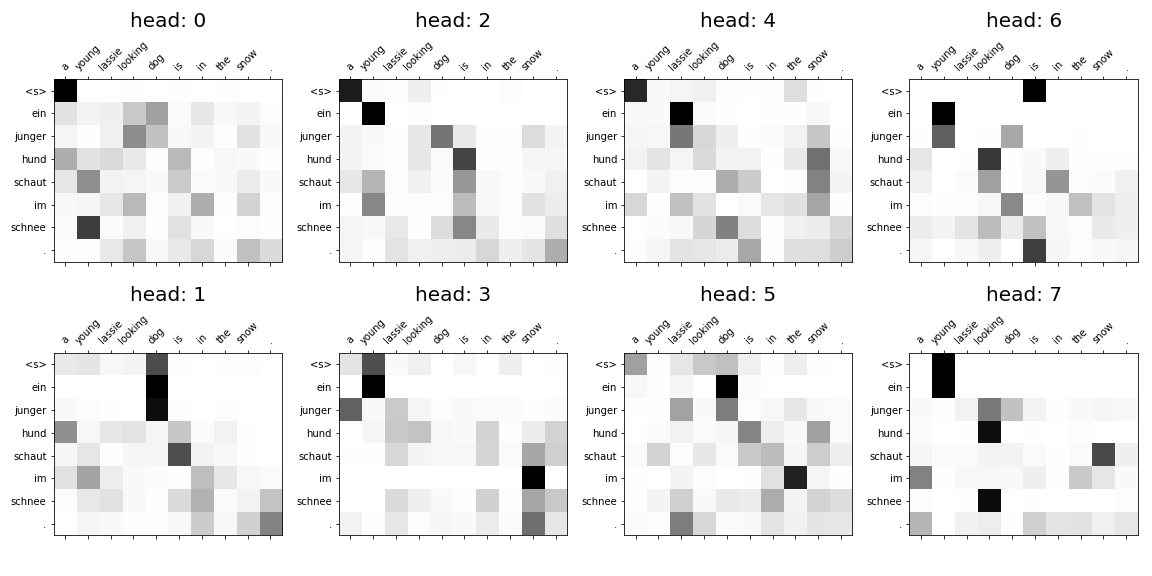 head: 0 head: 2 head: 4 head: 6
a young lassie looking dog is in the snow . a young lassie looking dog is in the snow . a young lassie looking dog is in the snow . a young lassie looking dog is in the snow .
<s> <s> <s> <s>
ein ein ein ein
junger junger junger junger
hund hund hund hund
schaut schaut schaut schaut
im im im im
schnee schnee schnee schnee
. . . .
head: 1 head: 3 head: 5 head: 7
a young lassie looking dog is in the snow . a young lassie looking dog is in the snow . a young lassie looking dog is in the snow . a young lassie looking dog is in the snow .
<s> <s> <s> <s>
ein ein ein ein
junger junger junger junger
hund hund hund hund
schaut schaut schaut schaut
im im im im
schnee schnee schnee schnee
. . . .